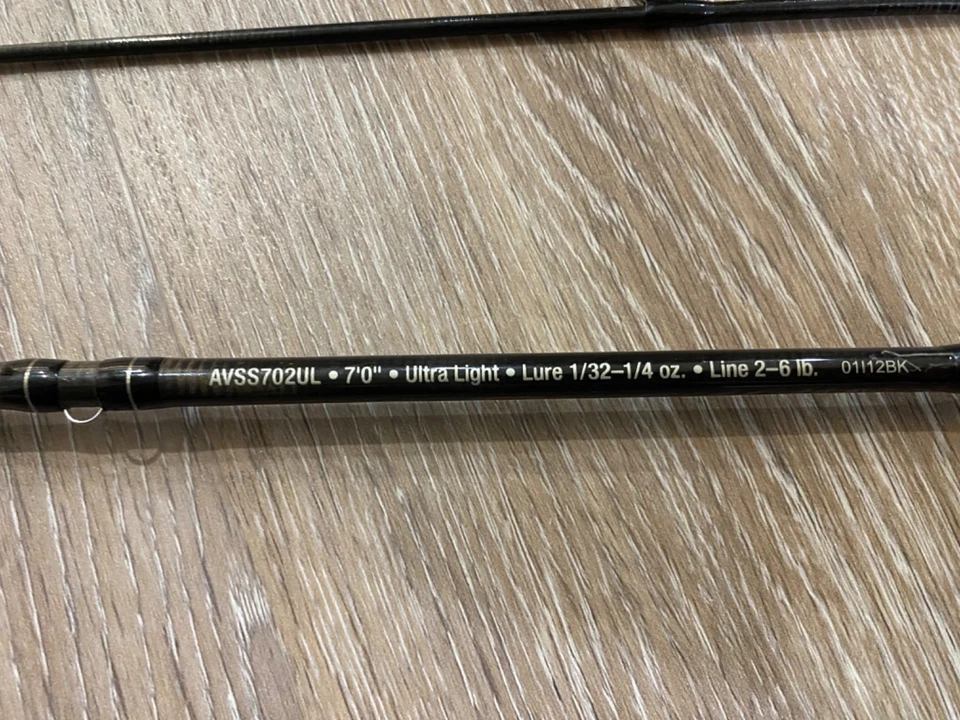 AVSS702UL • 7'0" • Ultra Light • Lure 1/32–1/4 oz. • Line 2–6 lb. 01I12BK